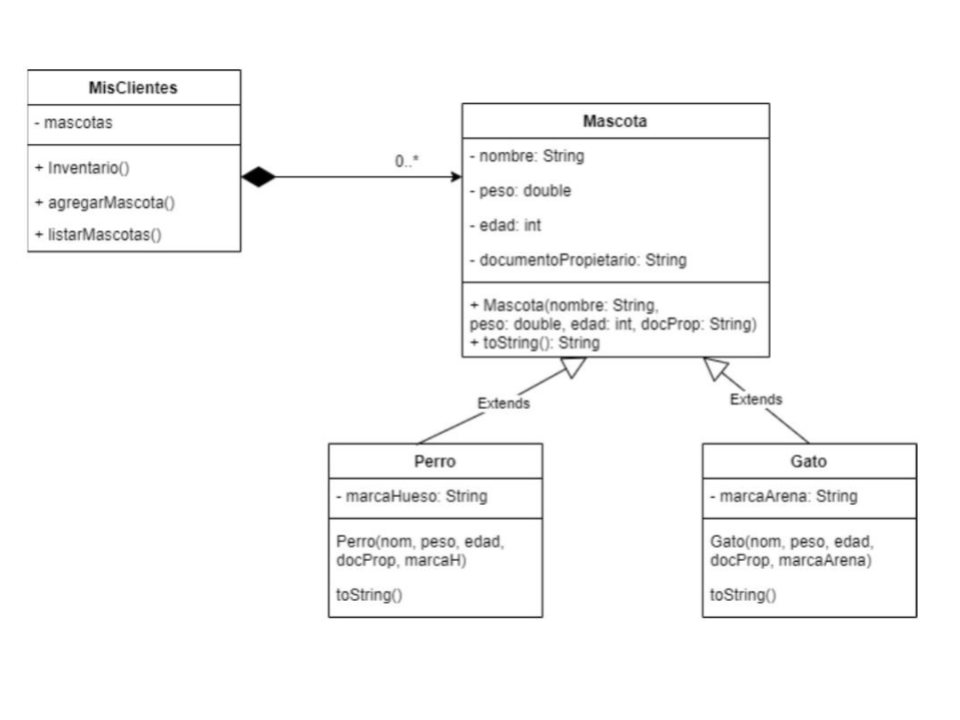 MisClientes
- mascotas
+ Inventario()
+ agregarMascota()
+ listarMascotas()
0..*
Mascota
- nombre: String
- peso: double
- edad: int
- documentoPropietario: String
+ Mascota(nombre: String,
peso: double, edad: int, docProp: String)
+ toString(): String
Extends
Extends
Perro
- marcaHueso: String
Perro(nom, peso, edad,
docProp, marcaH)
toString()
Gato
- marcaArena: String
Gato(nom, peso, edad,
docProp, marcaArena)
toString()